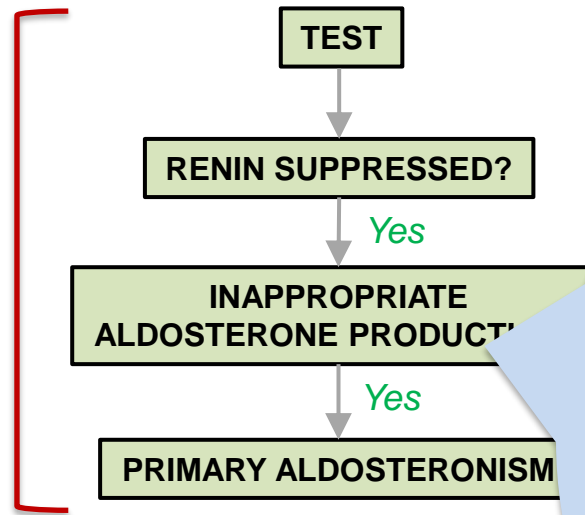 TEST
RENIN SUPPRESSED?
Yes
INAPPROPRIATE
ALDOSTERONE
Yes
PRIMARY ALDOSTERONISM